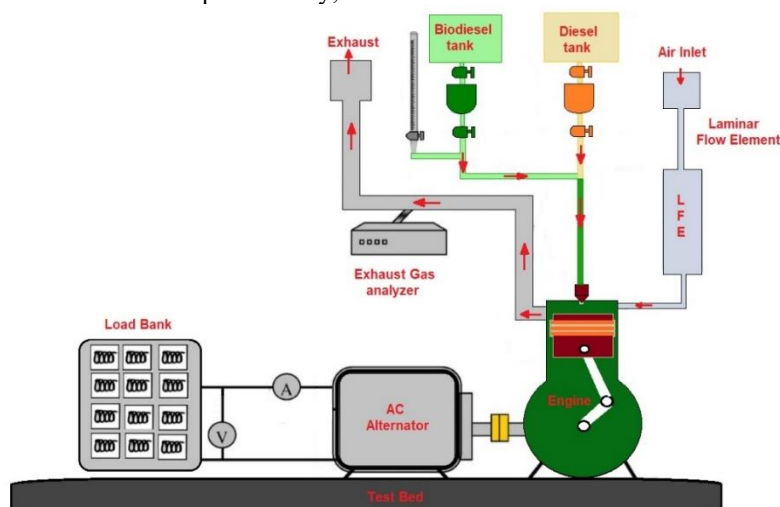 Exhaust
Biodiesel
tank
Diesel
tank
Air Inlet
Laminar
Flow Element
L
F
E
Exhaust Gas
analyzer
Load Bank
A
V
AC
Alternator
Engine
Test Bed